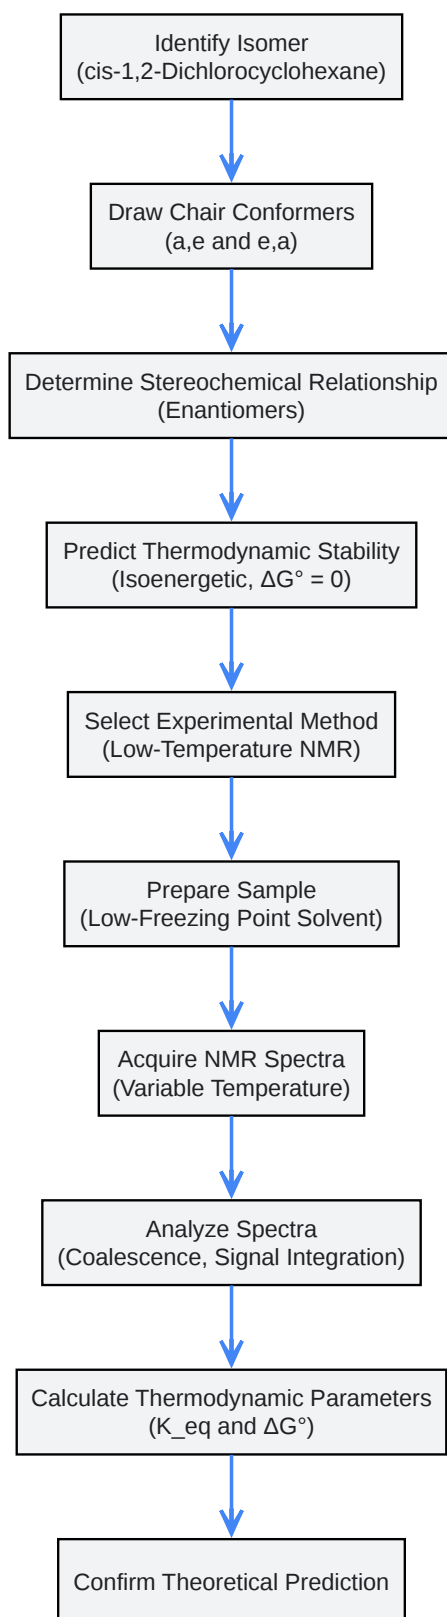 Identify Isomer
(cis-1,2-Dichlorocyclohexane)
Draw Chair Conformers
(a,e and e,a)
Determine Stereochemical Relationship
(Enantiomers)
Predict Thermodynamic Stability
(Isoenergetic, ΔG° = 0)
Select Experimental Method
(Low-Temperature NMR)
Prepare Sample
(Low-Freezing Point Solvent)
Acquire NMR Spectra
(Variable Temperature)
Analyze Spectra
(Coalescence, Signal Integration)
Calculate Thermodynamic Parameters
(K_eq and ΔG°)
Confirm Theoretical Prediction